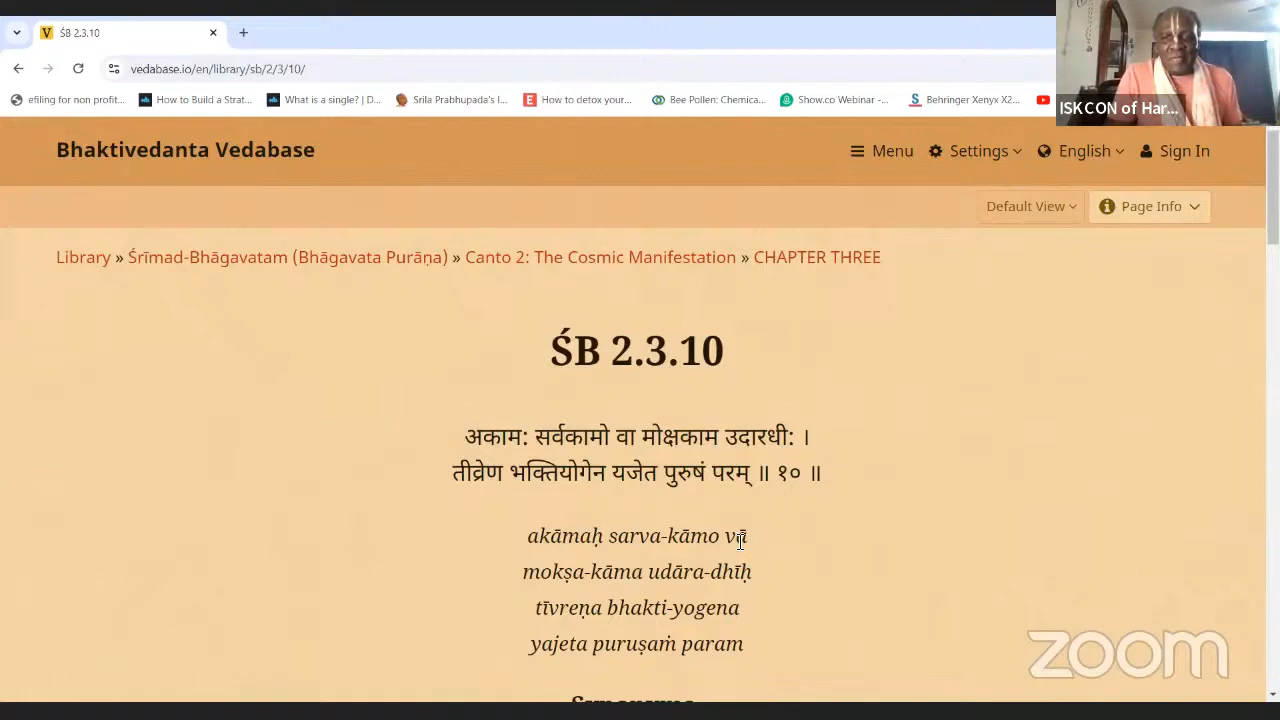 ŚB 2.3.10
vedabase.io/en/library/sb/2/3/10/
efiling for non profit... How to Build a Strat... What is a single? | D... Srila Prabhupada's l... How to detox your... Bee Pollen: Chemica... Show.co Webinar -... Behringer Xenyx X2...
ISKCON of Har...
Bhaktivedanta Vedabase
Menu Settings English Sign In
Default View Page Info
Library » Śrīmad-Bhāgavatam (Bhāgavata Purāṇa) » Canto 2: The Cosmic Manifestation » CHAPTER THREE
ŚB 2.3.10
अकाम: सर्वकामो वा मोक्षकाम उदारधी: ।
तीव्रेण भक्तियोगेन यजेत पुरुषं परम् ॥ १० ॥
akāmaḥ sarva-kāmo vā
mokṣa-kāma udāra-dhīḥ
tīvreṇa bhakti-yogena
yajeta puruṣaṁ param
zoom